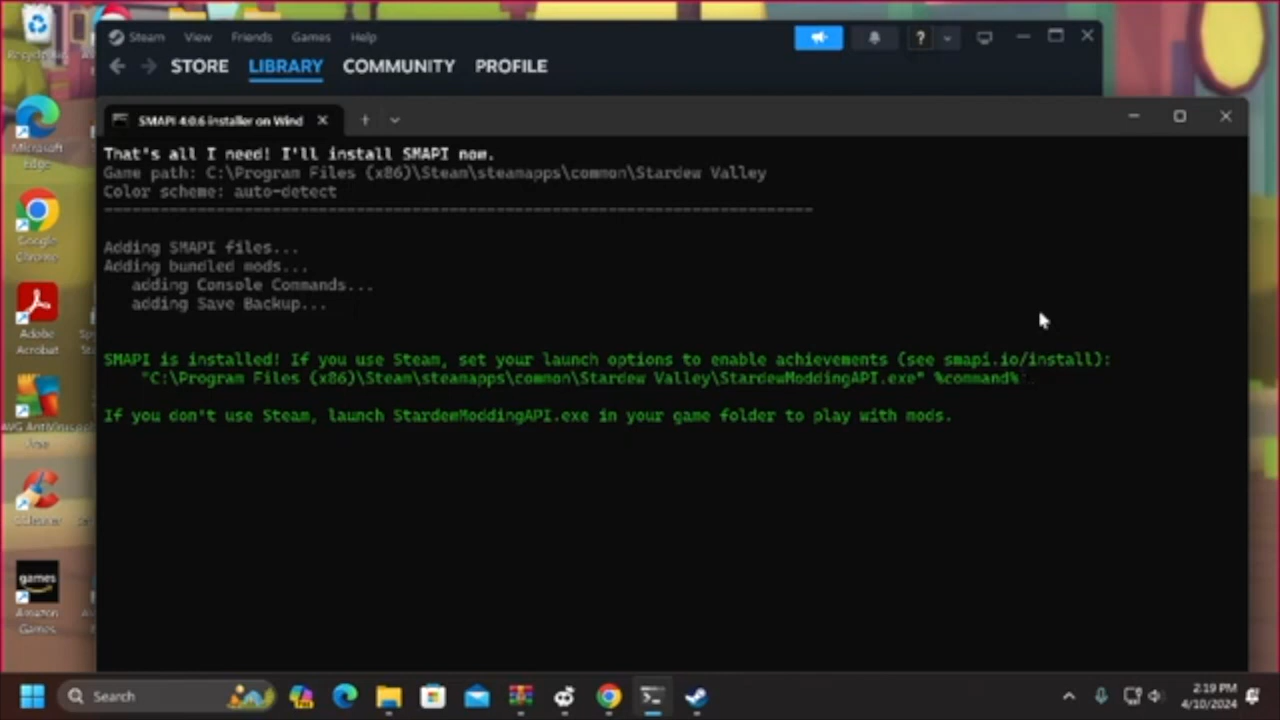 Steam View Friends Games Help
STORE LIBRARY COMMUNITY PROFILE
SMAPI 4.0.6 installer on Wind
That's all I need! I'll install SMAPI now.
Game path: C:\Program Files (x86)\Steam\steamapps\common\Stardew Valley
Color scheme: auto-detect
Adding SMAPI files...
Adding bundled mods...
adding Console Commands...
adding Save Backup...
SMAPI is installed! If you use Steam, set your launch options to enable achievements (see smapi.io/install):
"C:\Program Files (x86)\Steam\steamapps\common\Stardew Valley\StardewModdingAPI.exe" %command%
If you don't use Steam, launch StardewModdingAPI.exe in your game folder to play with mods.
Microsoft
Edge
Google
Chrome
Adobe
Acrobat
AVG AntiVirus
Free
CCleaner
games
Amazon
Games
Search
2:19 PM
4/10/2024